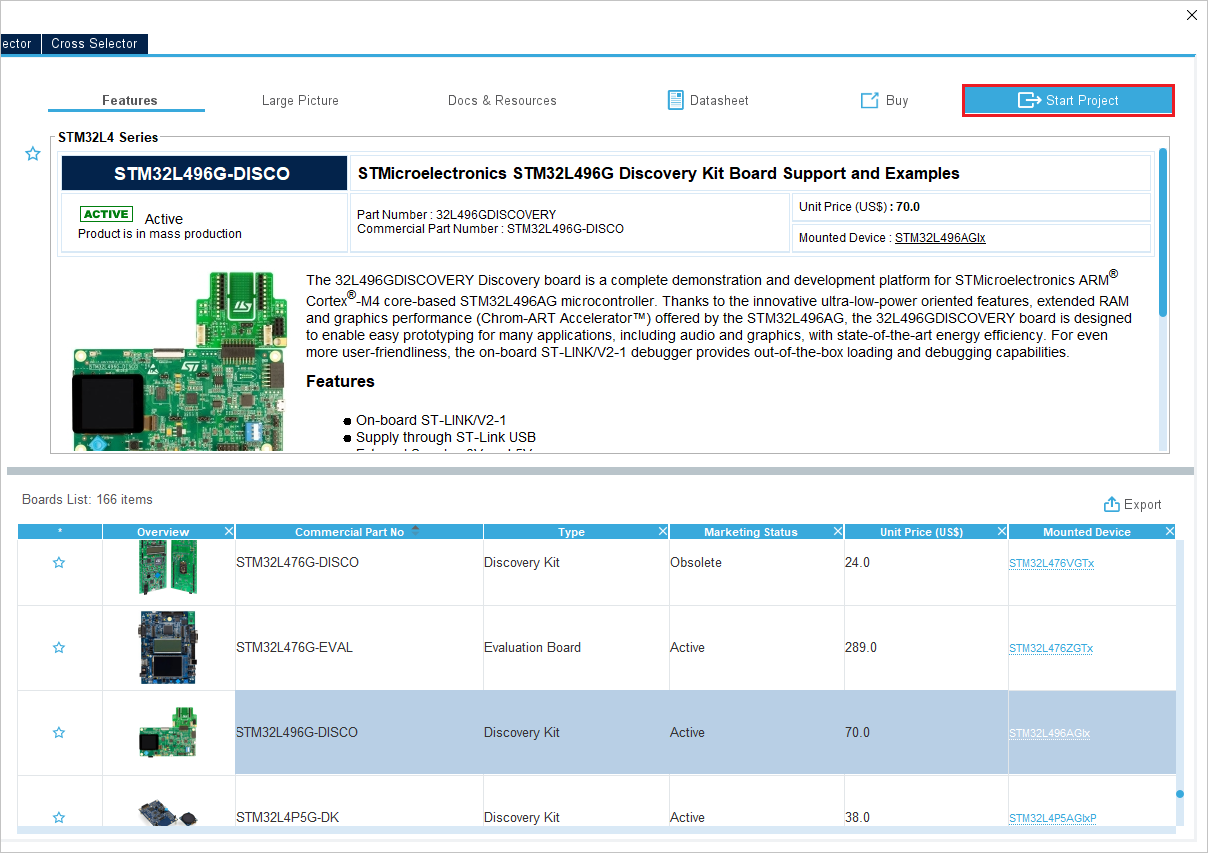 ector
Cross Selector
Features
Large Picture
Docs & Resources
Datasheet
Buy
Start Project
STM32L4 Series
STM32L496G-DISCO
STMicroelectronics STM32L496G Discovery Kit Board Support and Examples
ACTIVE Active
Product is in mass production
Part Number : 32L496GDISCOVERY
Commercial Part Number : STM32L496G-DISCO
Unit Price (US$) : 70.0
Mounted Device : STM32L496AGIx
The 32L496GDISCOVERY Discovery board is a complete demonstration and development platform for STMicroelectronics ARM®
Cortex®-M4 core-based STM32L496AG microcontroller. Thanks to the innovative ultra-low-power oriented features, extended RAM
and graphics performance (Chrom-ART Accelerator™) offered by the STM32L496AG, the 32L496GDISCOVERY board is designed
to enable easy prototyping for many applications, including audio and graphics, with state-of-the-art energy efficiency. For even
more user-friendliness, the on-board ST-LINK/V2-1 debugger provides out-of-the-box loading and debugging capabilities.
Features
● On-board ST-LINK/V2-1
● Supply through ST-Link USB
Boards List: 166 items
Export
* Overview Commercial Part No Type Marketing Status Unit Price (US$) Mounted Device
STM32L476G-DISCO Discovery Kit Obsolete 24.0 STM32L476VGTx
STM32L476G-EVAL Evaluation Board Active 289.0 STM32L476ZGTx
STM32L496G-DISCO Discovery Kit Active 70.0 STM32L496AGIx
STM32L4P5G-DK Discovery Kit Active 38.0 STM32L4P5AGIxP